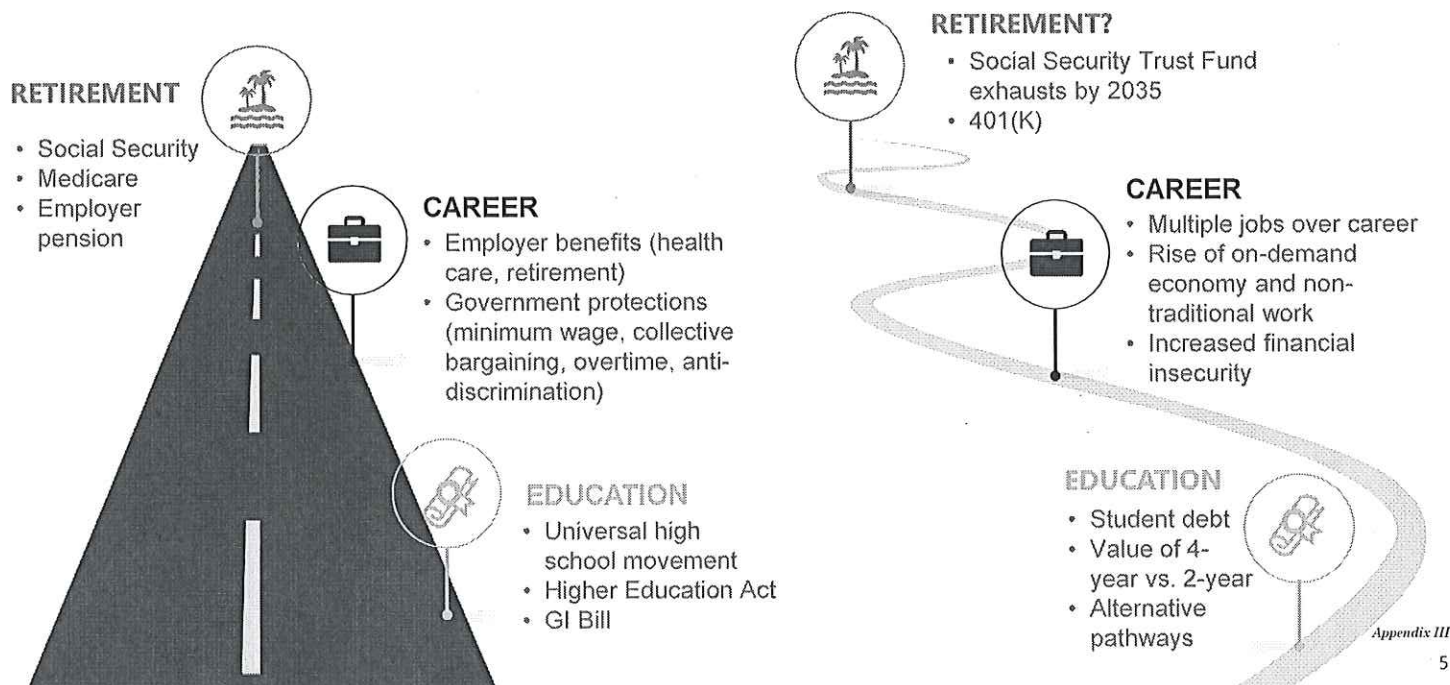 RETIREMENT
• Social Security
• Medicare
• Employer
pension
CAREER
• Employer benefits (health
care, retirement)
• Government protections
(minimum wage, collective
bargaining, overtime, anti-
discrimination)
EDUCATION
• Universal high
school movement
• Higher Education Act
• GI Bill
RETIREMENT?
• Social Security Trust Fund
exhausts by 2035
• 401(K)
CAREER
• Multiple jobs over career
• Rise of on-demand
economy and non-
traditional work
• Increased financial
insecurity
EDUCATION
• Student debt
• Value of 4-
year vs. 2-year
• Alternative
pathways
Appendix III
5